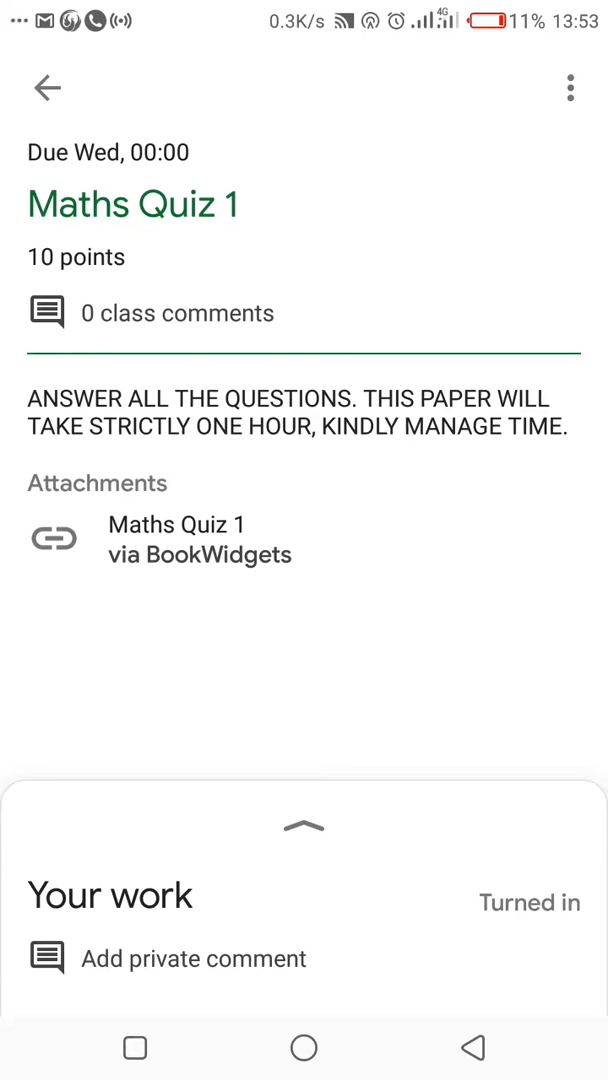 0.3K/s 4G 11% 13:53
Due Wed, 00:00
Maths Quiz 1
10 points
0 class comments
ANSWER ALL THE QUESTIONS. THIS PAPER WILL
TAKE STRICTLY ONE HOUR, KINDLY MANAGE TIME.
Attachments
Maths Quiz 1
via BookWidgets
Your work
Turned in
Add private comment